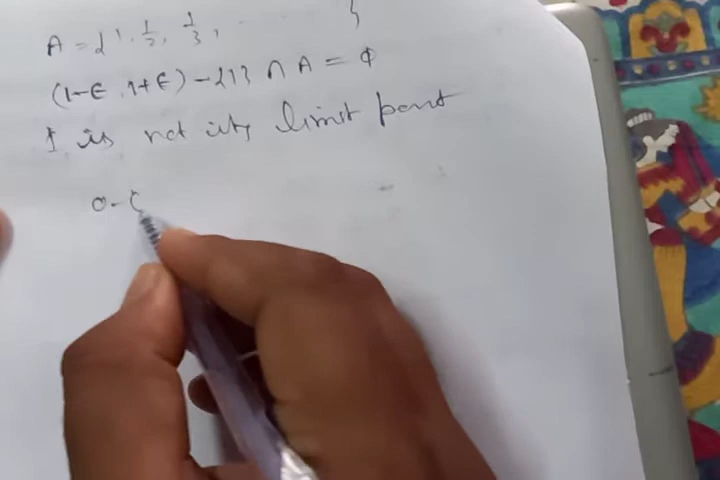 A = {1, 1/2, 1/3, . . . }
(1-ϵ, 1+ϵ) - {1} ∩ A = ϕ
1 is not its limit point
0-